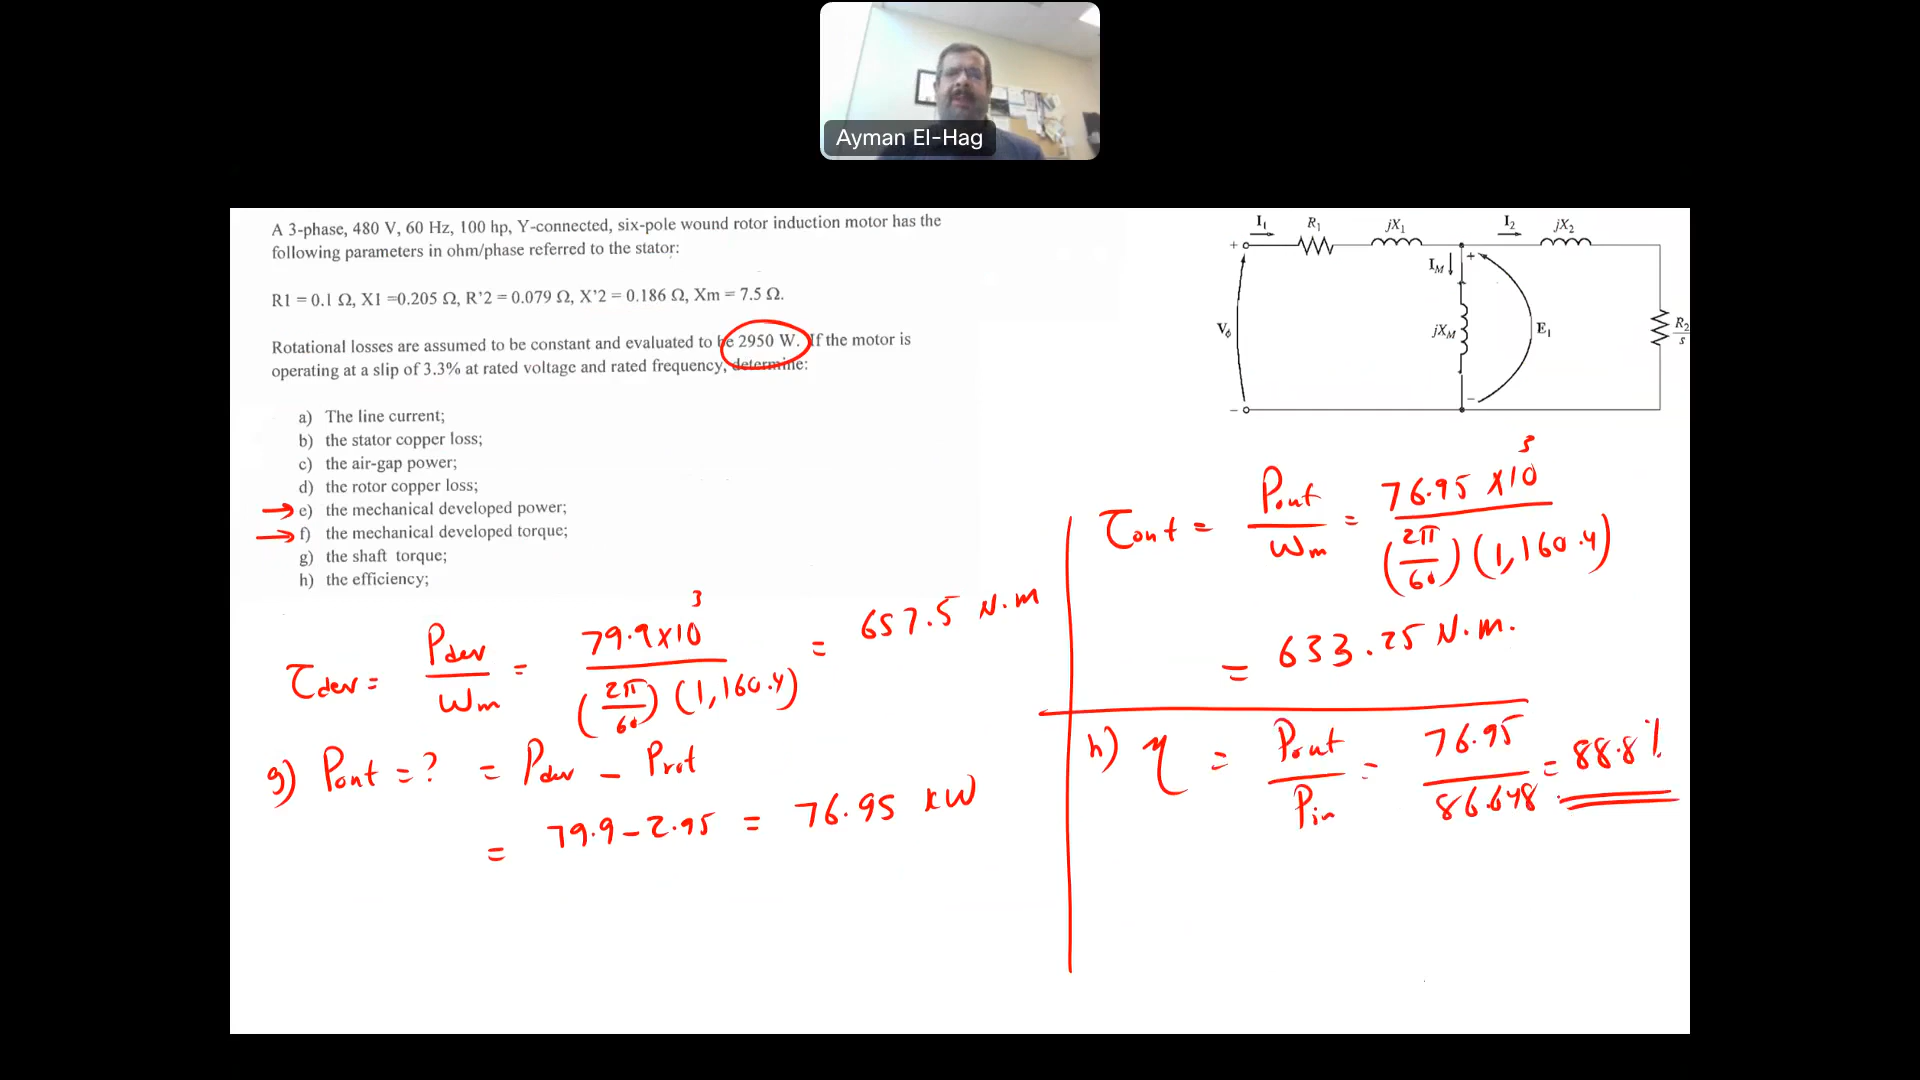 Ayman El-Hag
A 3-phase, 480 V, 60 Hz, 100 hp, Y-connected, six-pole wound rotor induction motor has the
following parameters in ohm/phase referred to the stator:
R1 = 0.1 Ω, X1 =0.205 Ω, R'2 = 0.079 Ω, X'2 = 0.186 Ω, Xm = 7.5 Ω.
Rotational losses are assumed to be constant and evaluated to be 2950 W. If the motor is
operating at a slip of 3.3% at rated voltage and rated frequency, determine:
a) The line current;
b) the stator copper loss;
c) the air-gap power;
d) the rotor copper loss;
e) the mechanical developed power;
f) the mechanical developed torque;
g) the shaft torque;
h) the efficiency;
I₁ R₁ jX₁ I₂ jX₂
+ I_M +
V_ϕ jX_M E₁ R₂/s
− −
τdev = Pdev/ωm = 79.9×10³/((2π/60)(1,160.4)) = 657.5 N.m
g) Pout = ? = Pdev − Prot
= 79.9 − 2.95 = 76.95 kW
τout = Pout/ωm = 76.95 ×10³/((2π/60)(1,160.4))
= 633.25 N.m.
h) η = Pout/Pin = 76.95/86.648 = 88.8%